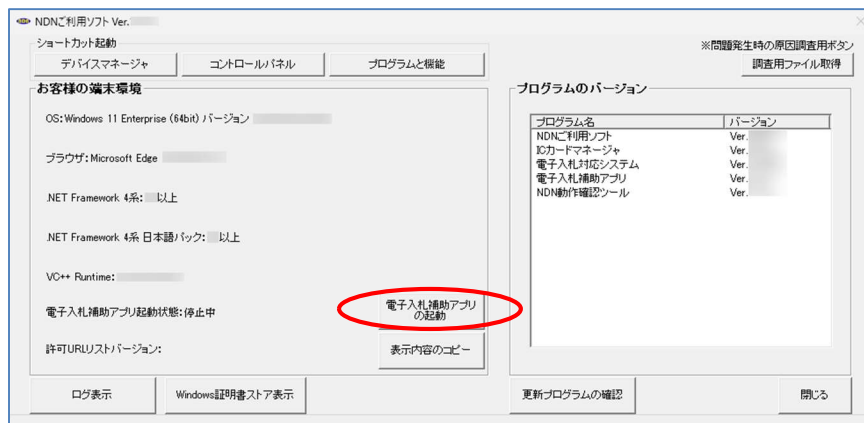 NDNご利用ソフト Ver.
ショートカット起動
デバイスマネージャ
コントロールパネル
プログラムと機能
※問題発生時の原因調査用ボタン
調査用ファイル取得
お客様の端末環境
OS:Windows 11 Enterprise (64bit) バージョン
ブラウザ:Microsoft Edge
.NET Framework 4系: 以上
.NET Framework 4系 日本語パック: 以上
VC++ Runtime:
電子入札補助アプリ起動状態:停止中
電子入札補助アプリ
の起動
許可URLリストバージョン:
表示内容のコピー
プログラムのバージョン
プログラム名 バージョン
NDNご利用ソフト Ver.
ICカードマネージャ Ver.
電子入札対応システム Ver.
電子入札補助アプリ Ver.
NDN動作確認ツール Ver.
ログ表示
Windows証明書ストア表示
更新プログラムの確認
閉じる